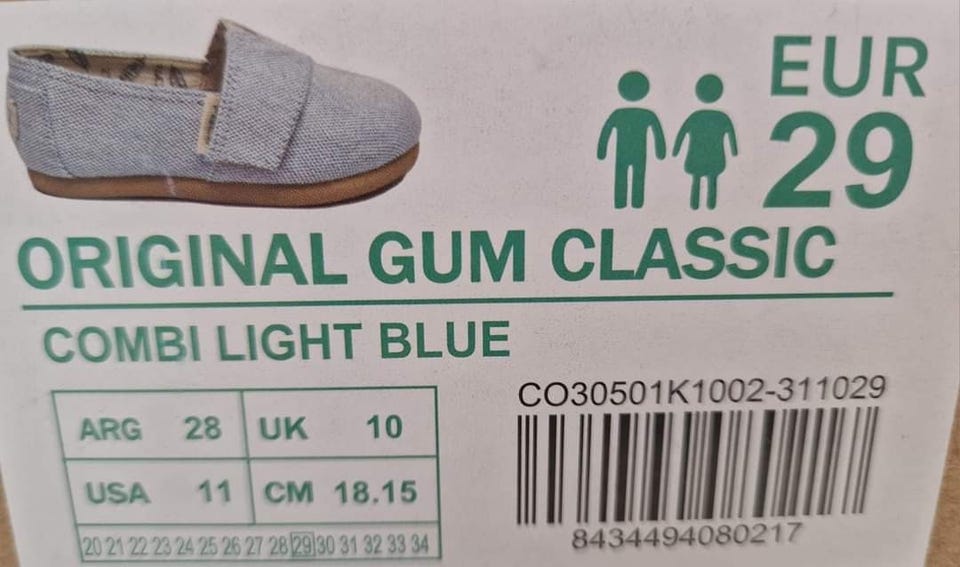 EUR
29
ORIGINAL GUM CLASSIC
COMBI LIGHT BLUE
ARG 28 UK 10
USA 11 CM 18.15
20 21 22 23 24 25 26 27 28 29 30 31 32 33 34
CO30501K1002-311029
8434494080217